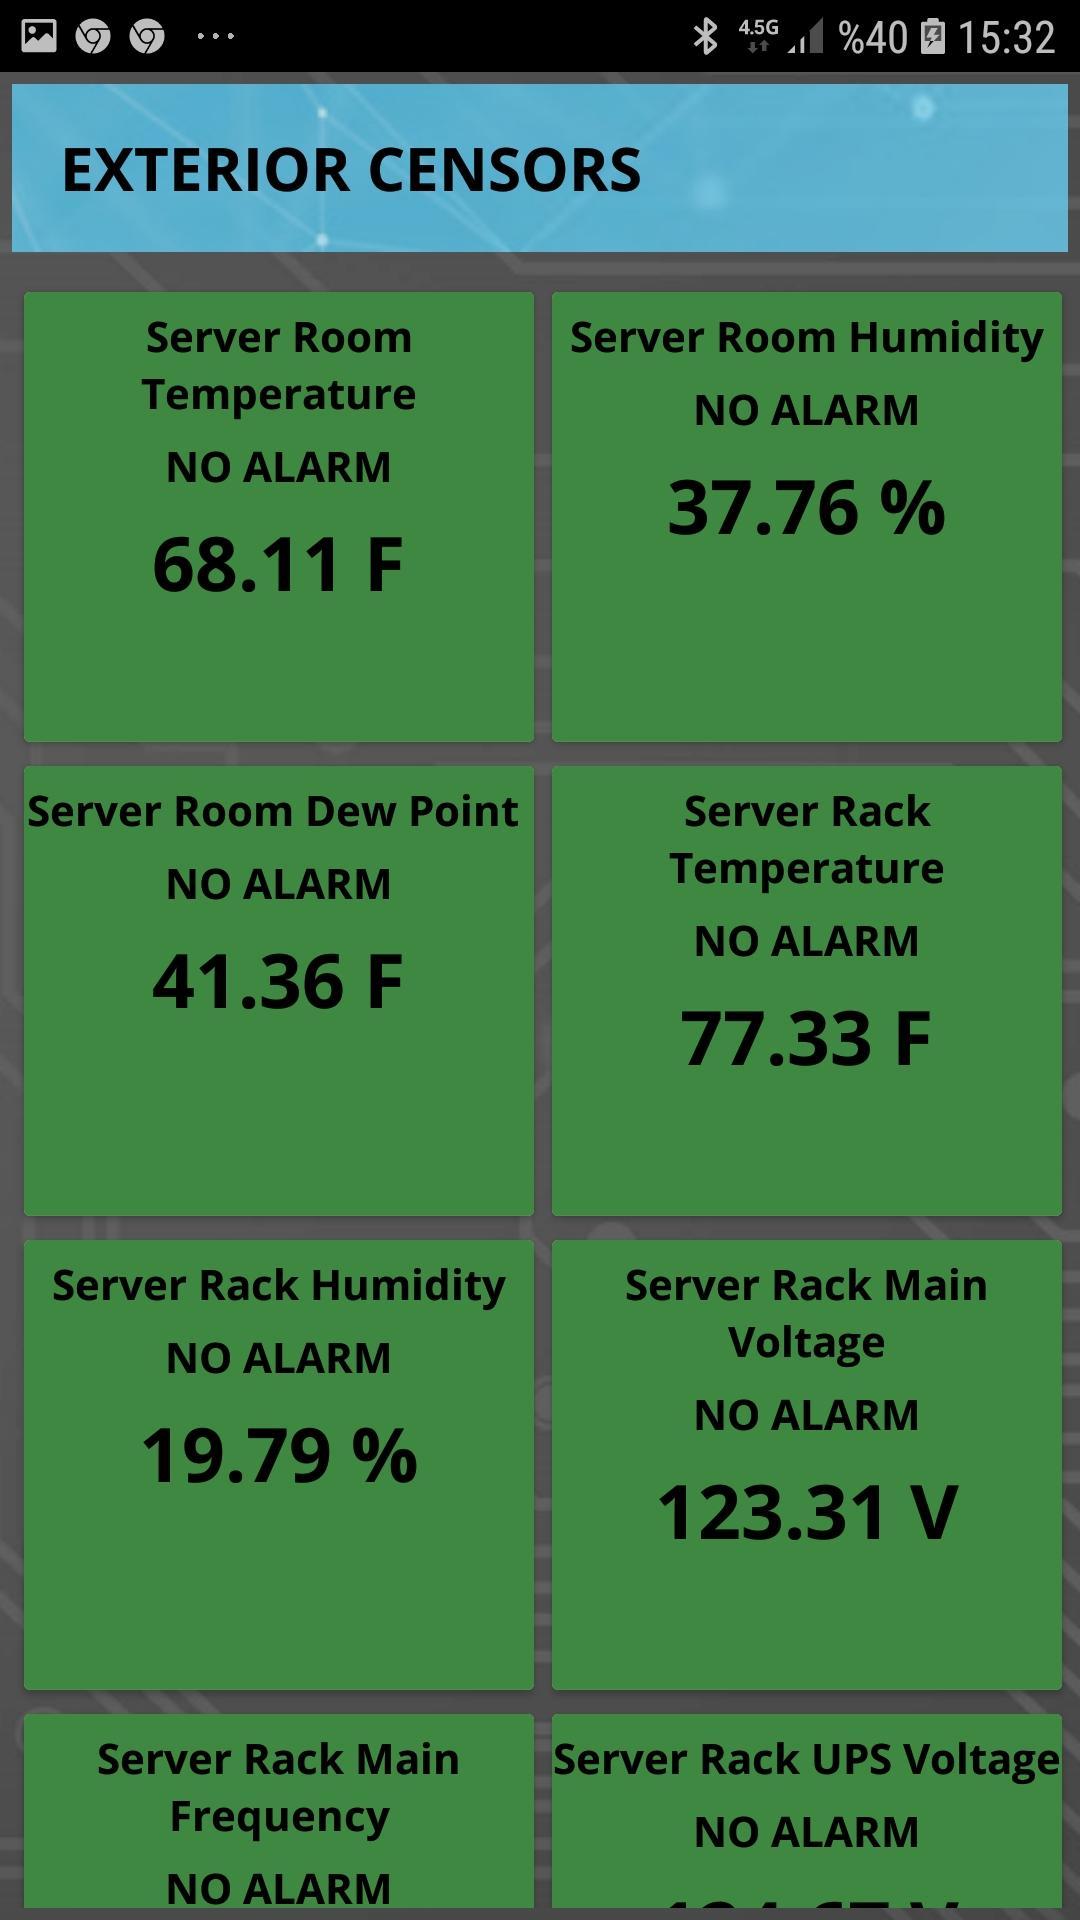 4.5G %40 15:32
EXTERIOR CENSORS
Server Room
Temperature
NO ALARM
68.11 F
Server Room Humidity
NO ALARM
37.76 %
Server Room Dew Point
NO ALARM
41.36 F
Server Rack
Temperature
NO ALARM
77.33 F
Server Rack Humidity
NO ALARM
19.79 %
Server Rack Main
Voltage
NO ALARM
123.31 V
Server Rack Main
Frequency
NO ALARM
Server Rack UPS Voltage
NO ALARM